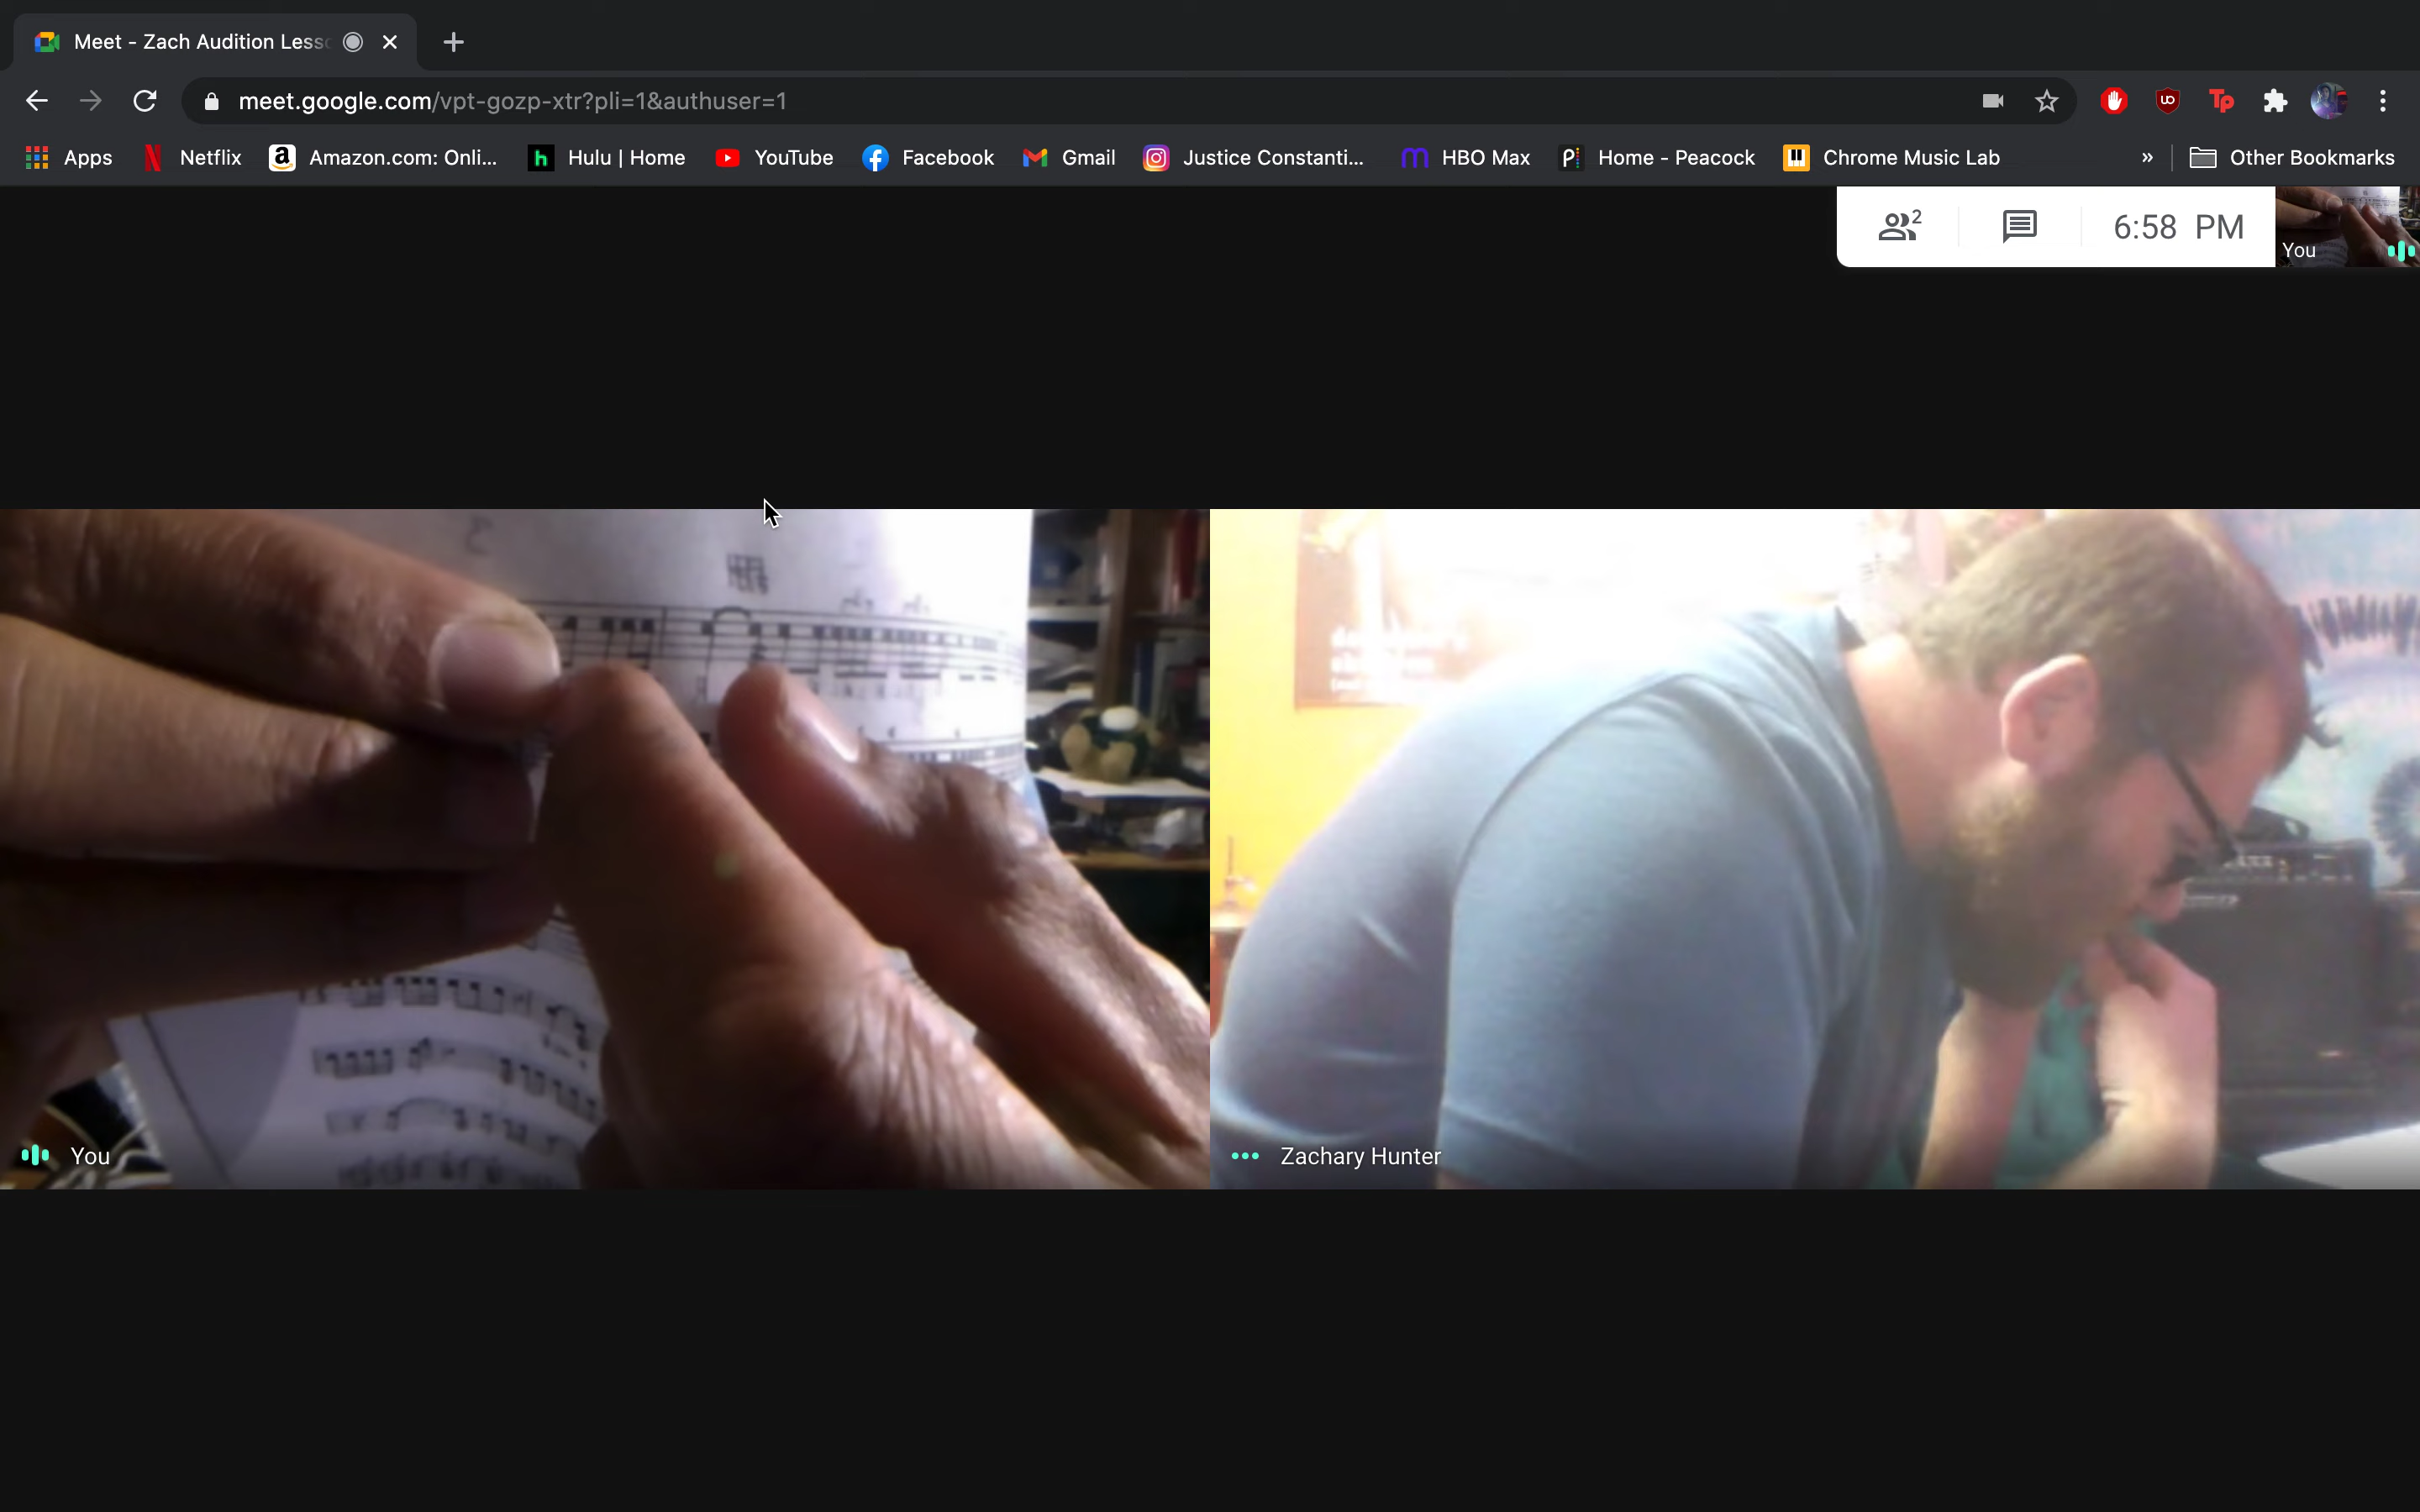 Meet - Zach Audition Less
meet.google.com/vpt-gozp-xtr?pli=1&authuser=1
Apps Netflix Amazon.com: Onli... Hulu | Home YouTube Facebook Gmail Justice Constanti... HBO Max Home - Peacock Chrome Music Lab » Other Bookmarks
2 6:58 PM
You
You
Zachary Hunter